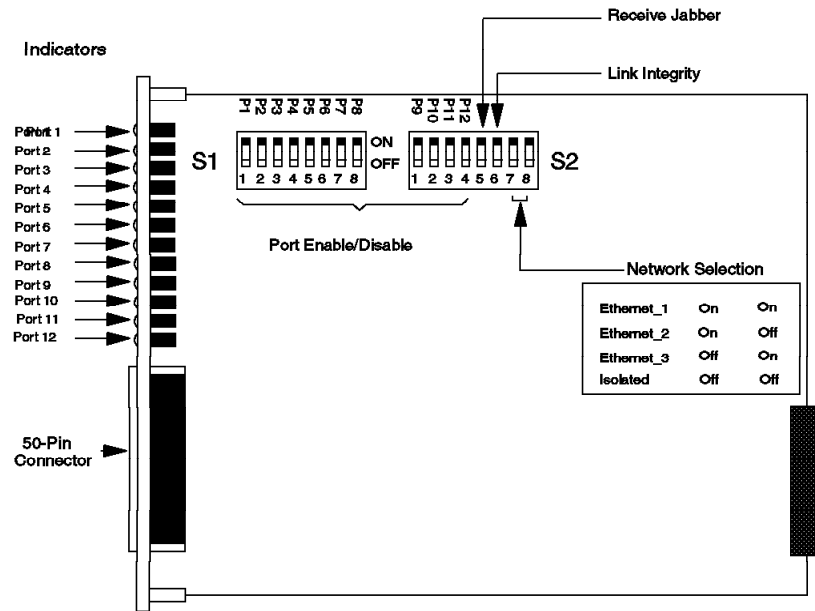 Receive Jabber
Indicators
Link Integrity
P1 P2 P3 P4 P5 P6 P7 P8
P9 P10 P11 P12
Port 1
Port 1
Port 2
Port 3
Port 4
Port 5
Port 6
Port 7
Port 8
Port 9
Port 10
Port 11
Port 12
S1
ON
OFF
S2
1 2 3 4 5 6 7 8
1 2 3 4 5 6 7 8
Port Enable/Disable
Network Selection
Ethernet_1 On On
Ethernet_2 On Off
Ethernet_3 Off On
Isolated Off Off
50-Pin
Connector